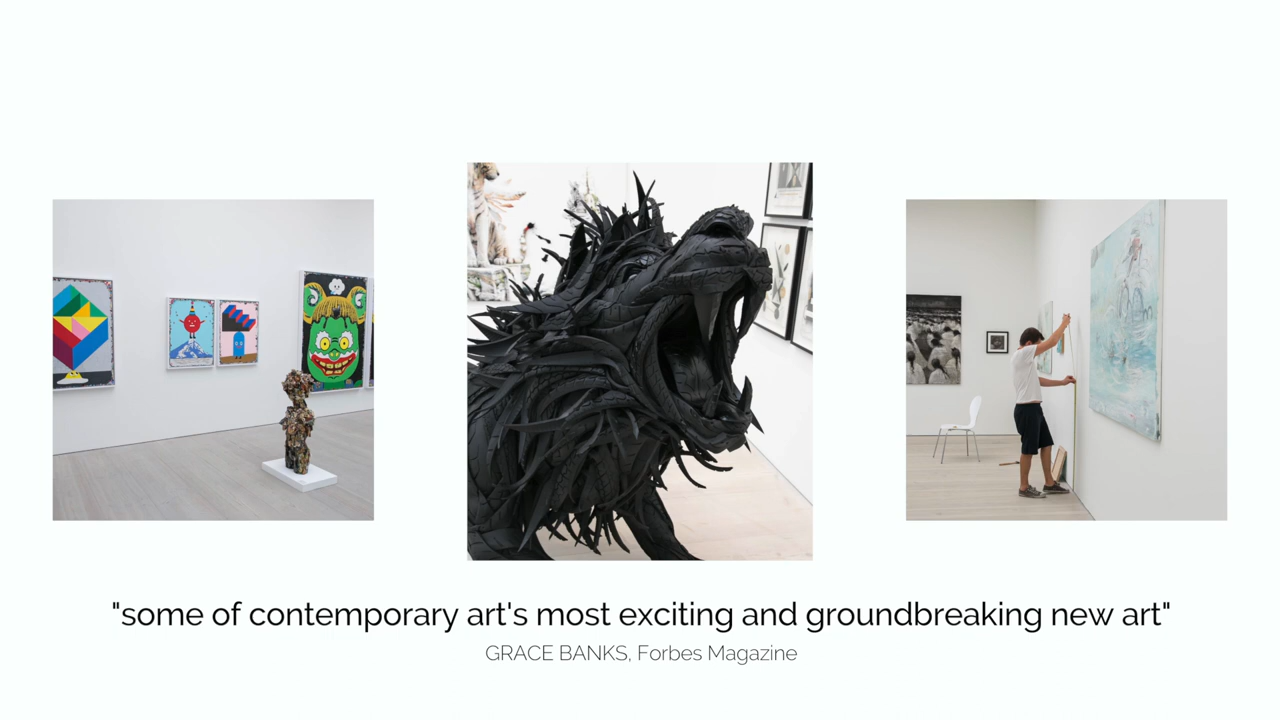 "some of contemporary art's most exciting and groundbreaking new art"
GRACE BANKS, Forbes Magazine